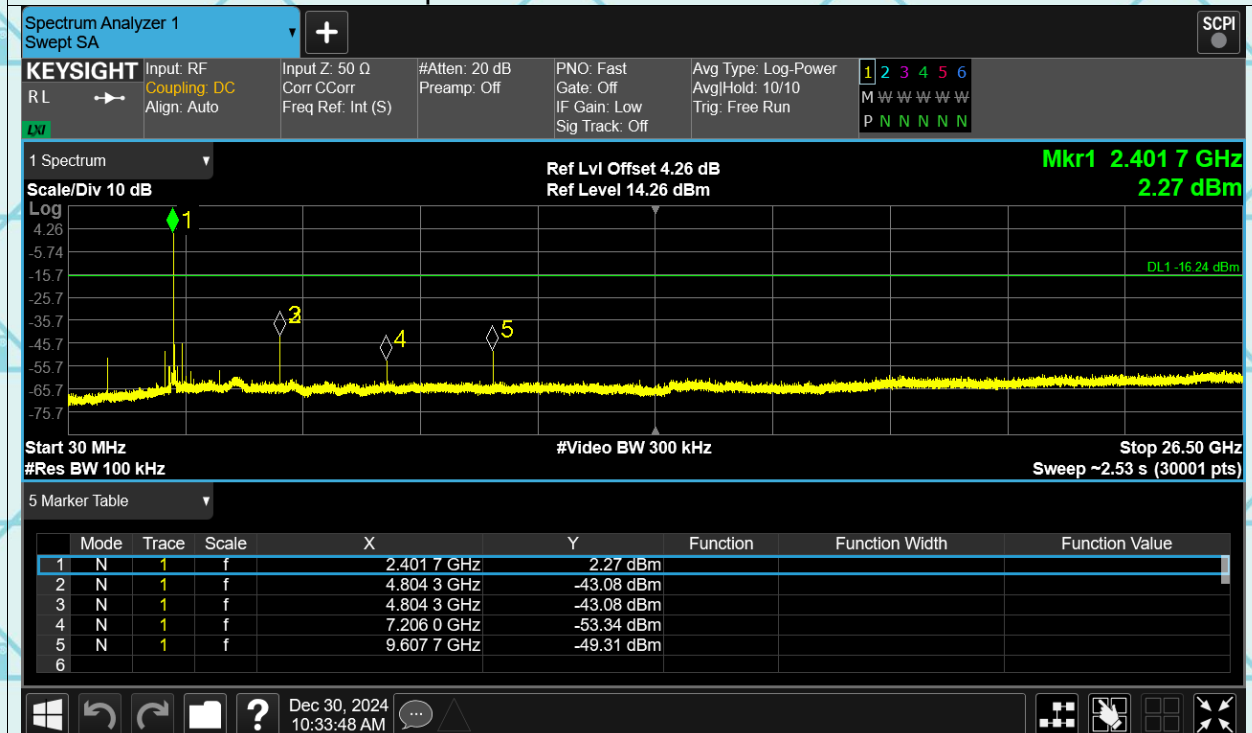 Spectrum Analyzer 1
Swept SA
+
SCPI
KEYSIGHT
RL
LXI
Input: RF
Coupling: DC
Align: Auto
Input Z: 50 Ω
Corr CCorr
Freq Ref: Int (S)
#Atten: 20 dB
Preamp: Off
PNO: Fast
Gate: Off
IF Gain: Low
Sig Track: Off
Avg Type: Log-Power
Avg|Hold: 10/10
Trig: Free Run
1 2 3 4 5 6
M W W W W W
P N N N N N
1 Spectrum
Scale/Div 10 dB
Ref Lvl Offset 4.26 dB
Ref Level 14.26 dBm
Mkr1 2.401 7 GHz
2.27 dBm
Log
4.26
-5.74
-15.7
-25.7
-35.7
-45.7
-55.7
-65.7
-75.7
1
DL1 -16.24 dBm
4
5
Start 30 MHz
#Video BW 300 kHz
Stop 26.50 GHz
#Res BW 100 kHz
Sweep ~2.53 s (30001 pts)
5 Marker Table
Mode Trace Scale X Y Function Function Width Function Value
1 N 1 f 2.401 7 GHz 2.27 dBm
2 N 1 f 4.804 3 GHz -43.08 dBm
3 N 1 f 4.804 3 GHz -43.08 dBm
4 N 1 f 7.206 0 GHz -53.34 dBm
5 N 1 f 9.607 7 GHz -49.31 dBm
6
?
Dec 30, 2024
10:33:48 AM